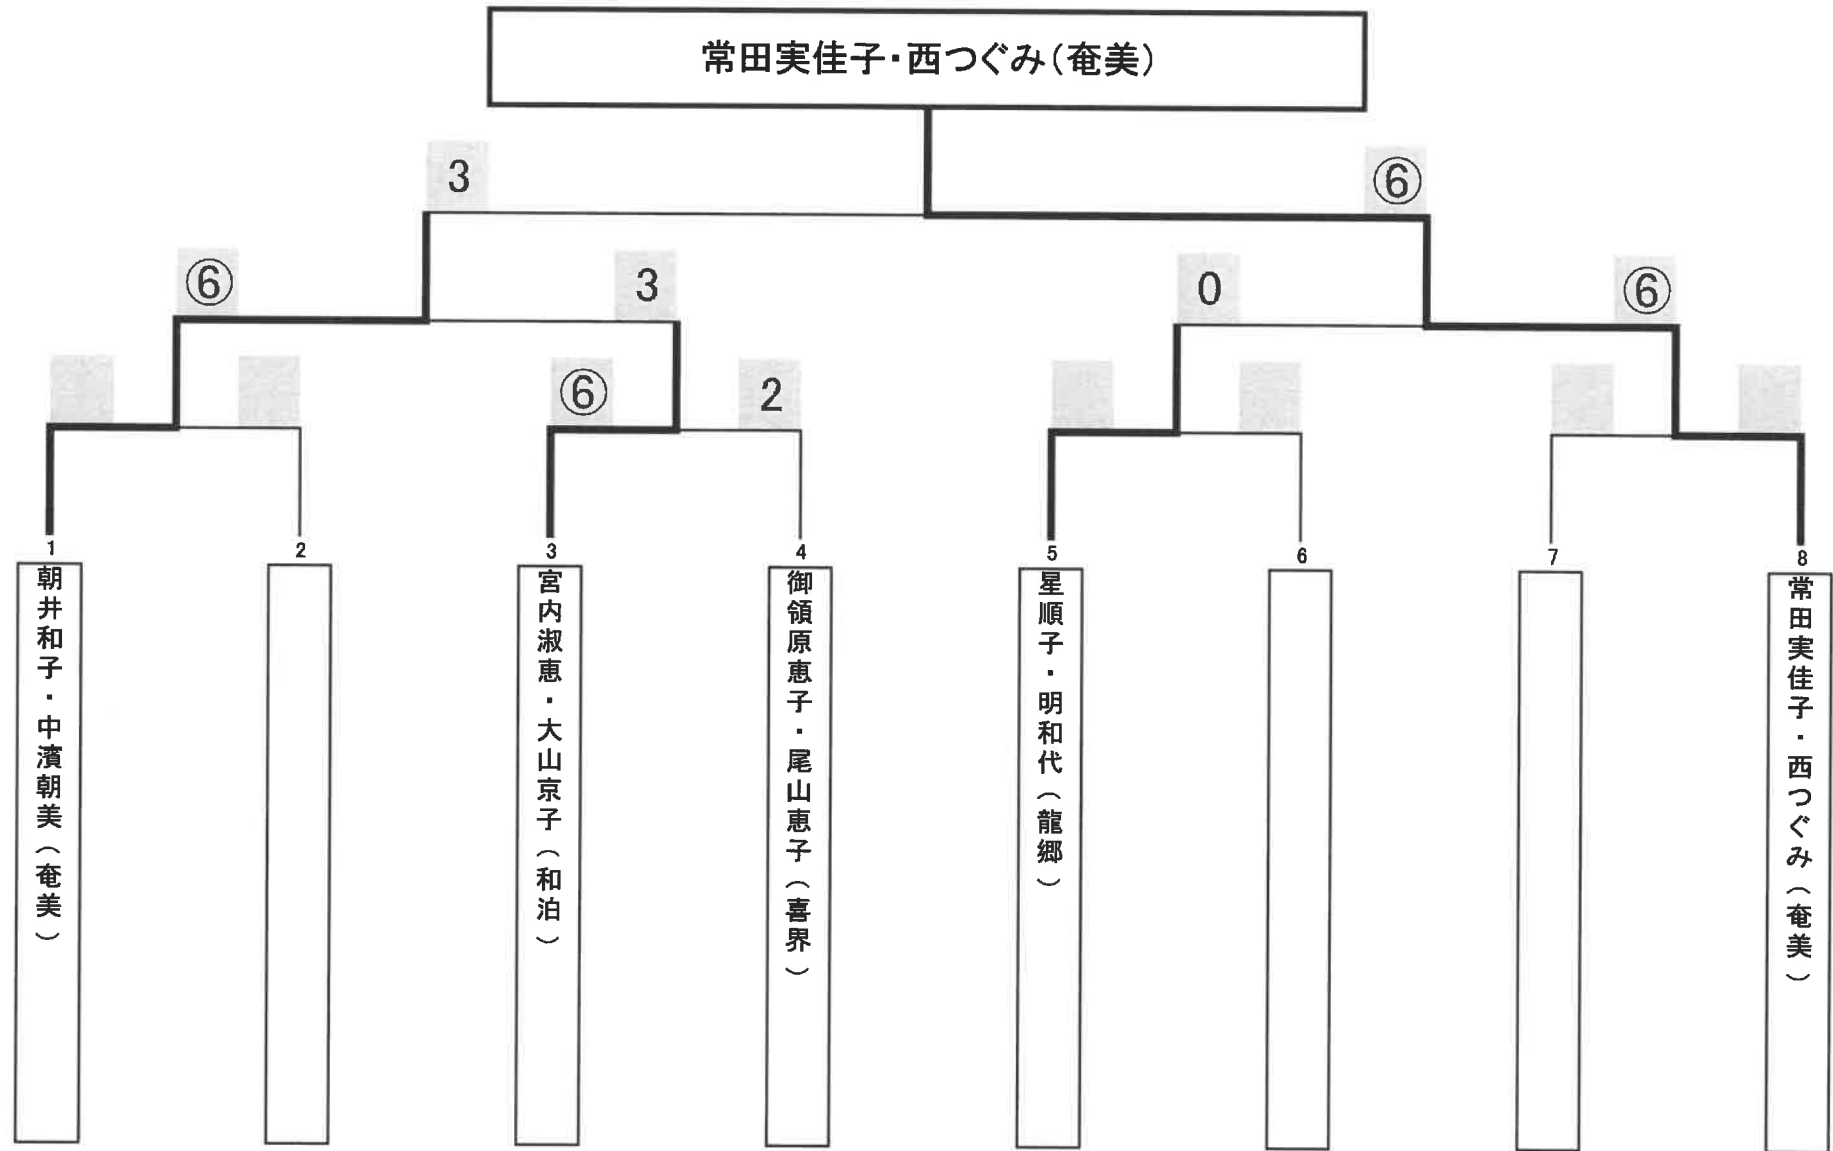 常田実佳子・西つぐみ（奄美）
3
⑥
⑥
3
0
⑥
⑥
2
1
2
3
4
5
6
7
8
朝井和子・中濱朝美（奄美）
宮内淑恵・大山京子（和泊）
御領原恵子・尾山恵子（喜界）
星順子・明和代（龍郷）
常田実佳子・西つぐみ（奄美）